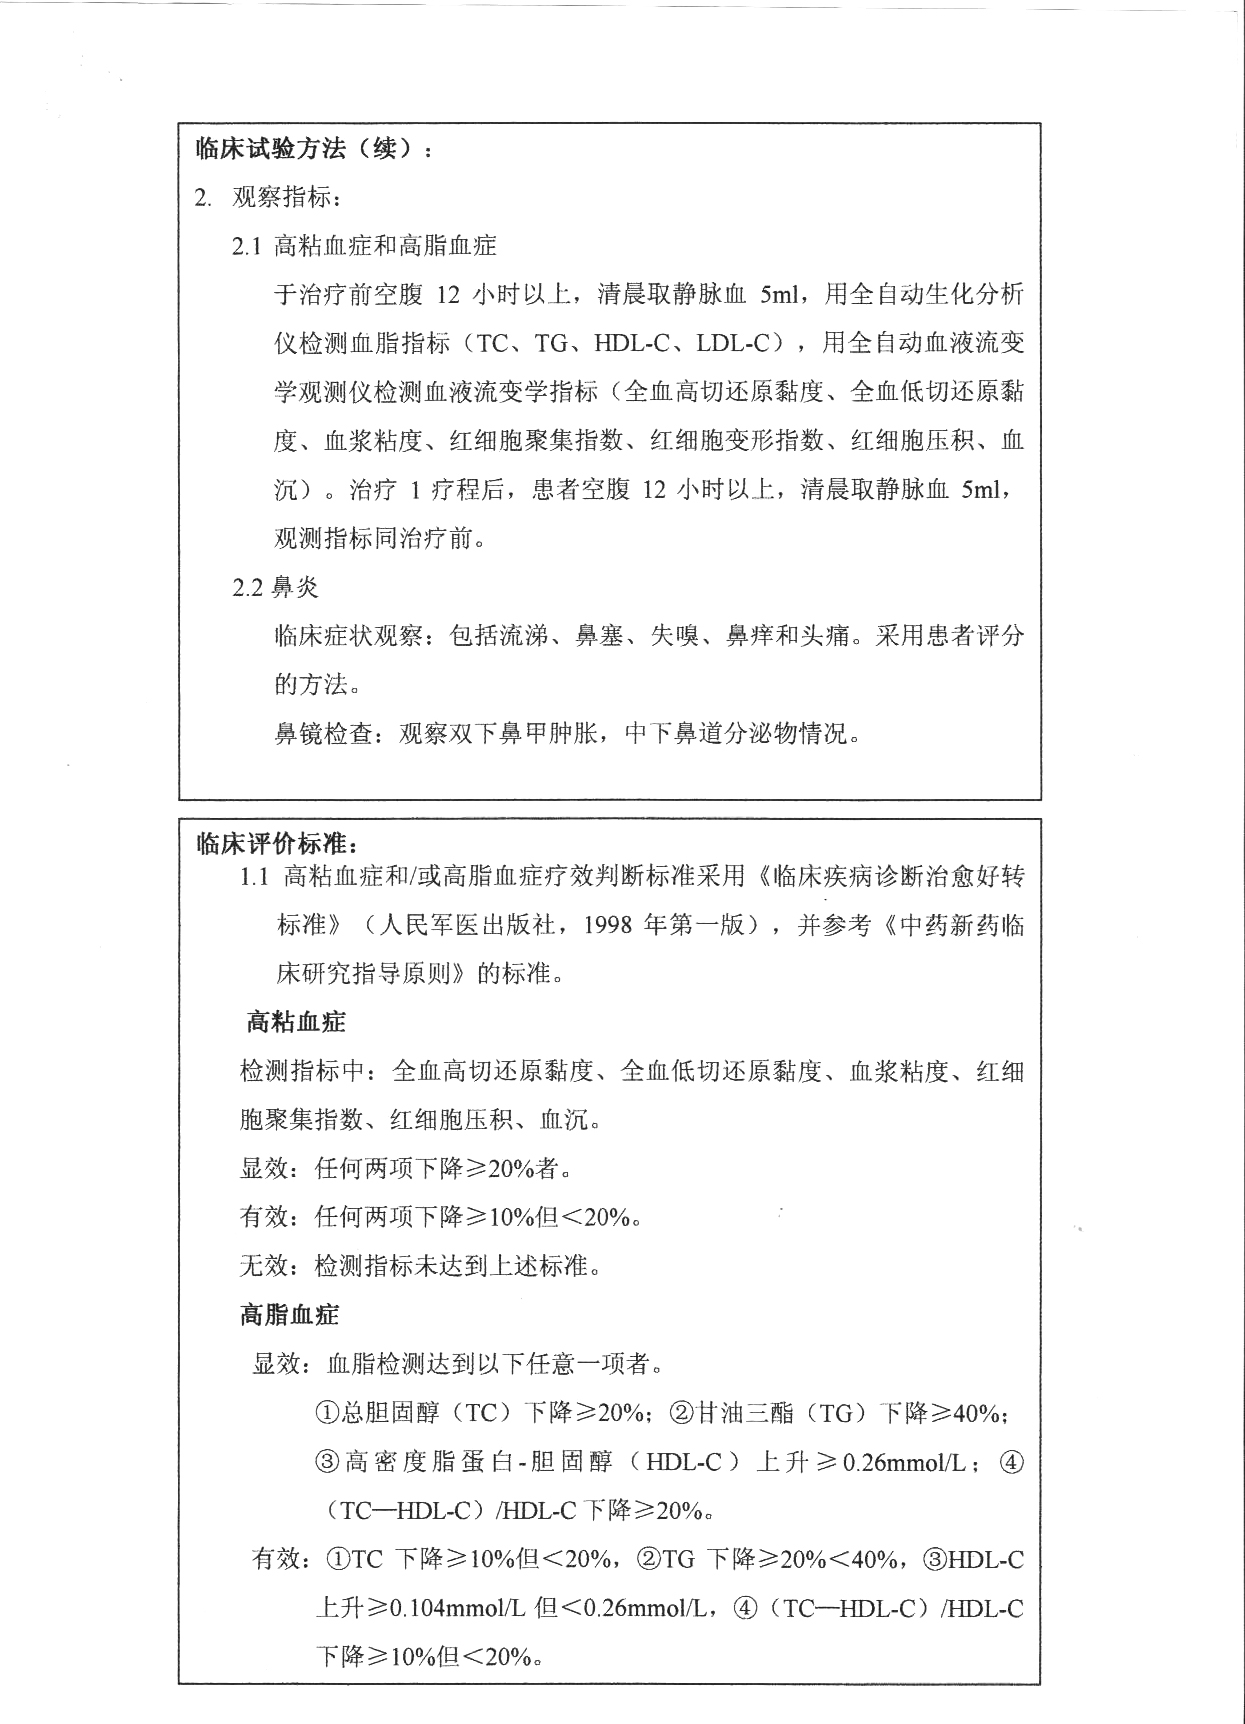 临床试验方法（续）:
2. 观察指标:
2.1 高粘血症和高脂血症
于治疗前空腹 12 小时以上，清晨取静脉血 5ml，用全自动生化分析
仪检测血脂指标（TC、TG、HDL-C、LDL-C），用全自动血液流变
学观测仪检测血液流变学指标（全血高切还原黏度、全血低切还原黏
度、血浆粘度、红细胞聚集指数、红细胞变形指数、红细胞压积、血
沉）。治疗 1 疗程后，患者空腹 12 小时以上，清晨取静脉血 5ml，
观测指标同治疗前。
2.2 鼻炎
临床症状观察：包括流涕、鼻塞、失嗅、鼻痒和头痛。采用患者评分
的方法。
鼻镜检查：观察双下鼻甲肿胀，中下鼻道分泌物情况。
临床评价标准：
1.1 高粘血症和/或高脂血症疗效判断标准采用《临床疾病诊断治愈好转
标准》（人民军医出版社，1998 年第一版），并参考《中药新药临
床研究指导原则》的标准。
高粘血症
检测指标中：全血高切还原黏度、全血低切还原黏度、血浆粘度、红细
胞聚集指数、红细胞压积、血沉。
显效：任何两项下降≥20%者。
有效：任何两项下降≥10%但＜20%。
无效：检测指标未达到上述标准。
高脂血症
显效：血脂检测达到以下任意一项者。
①总胆固醇（TC）下降≥20%；②甘油三酯（TG）下降≥40%；
③高密度脂蛋白-胆固醇（HDL-C）上升≥0.26mmol/L；④
（TC—HDL-C）/HDL-C 下降≥20%。
有效：①TC 下降≥10%但＜20%，②TG 下降≥20%＜40%，③HDL-C
上升≥0.104mmol/L 但＜0.26mmol/L，④（TC—HDL-C）/HDL-C
下降≥10%但＜20%。